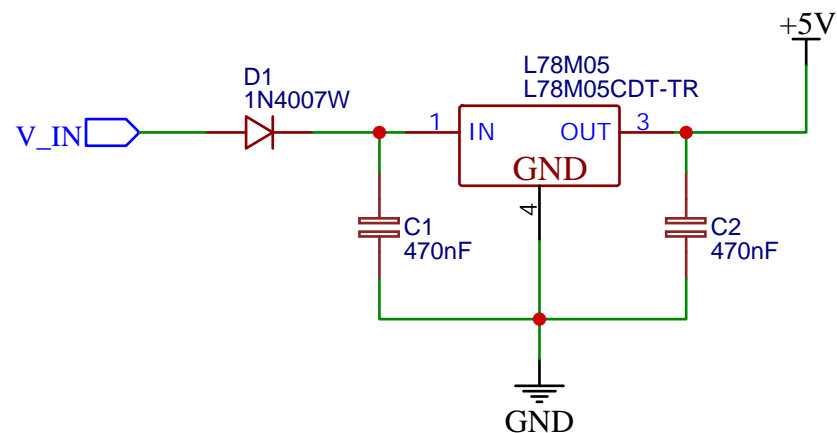 +5V
L78M05
L78M05CDT-TR
D1
1N4007W
V_IN
1
IN
OUT
3
GND
4
C1
470nF
C2
470nF
GND